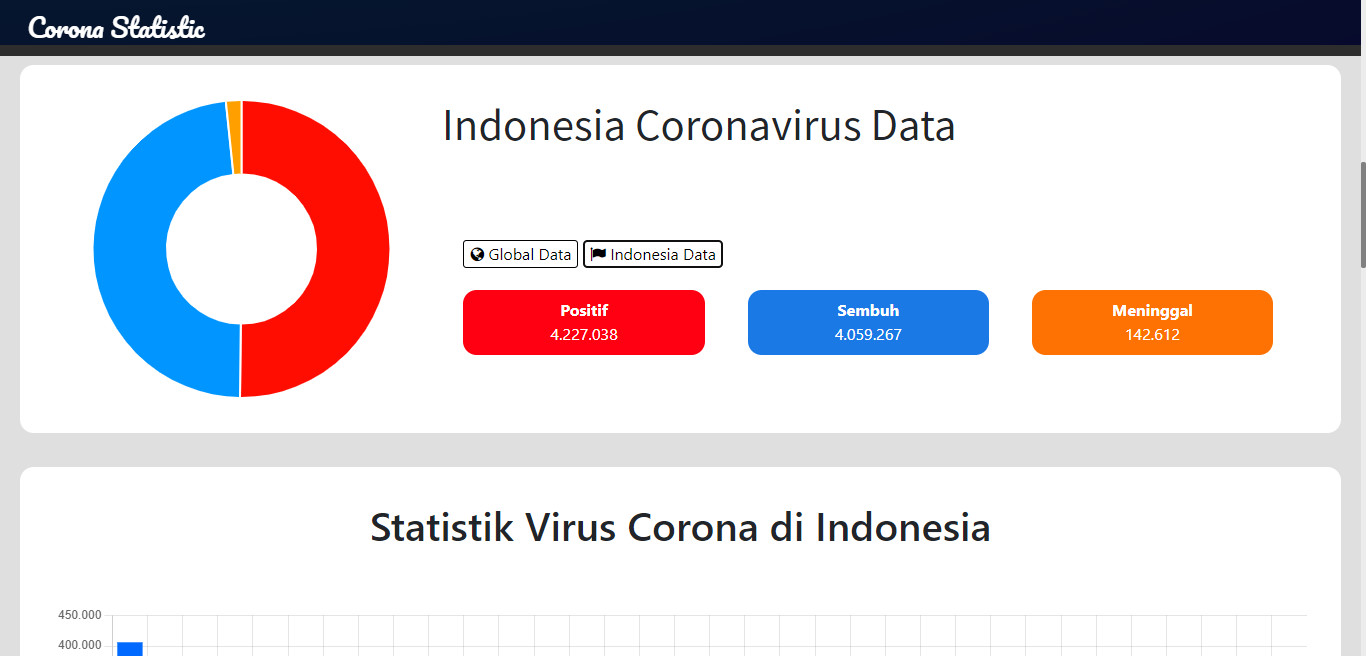 Corona Statistic
Indonesia Coronavirus Data
Global Data
Indonesia Data
Positif
4.227.038
Sembuh
4.059.267
Meninggal
142.612
Statistik Virus Corona di Indonesia
450.000
400.000